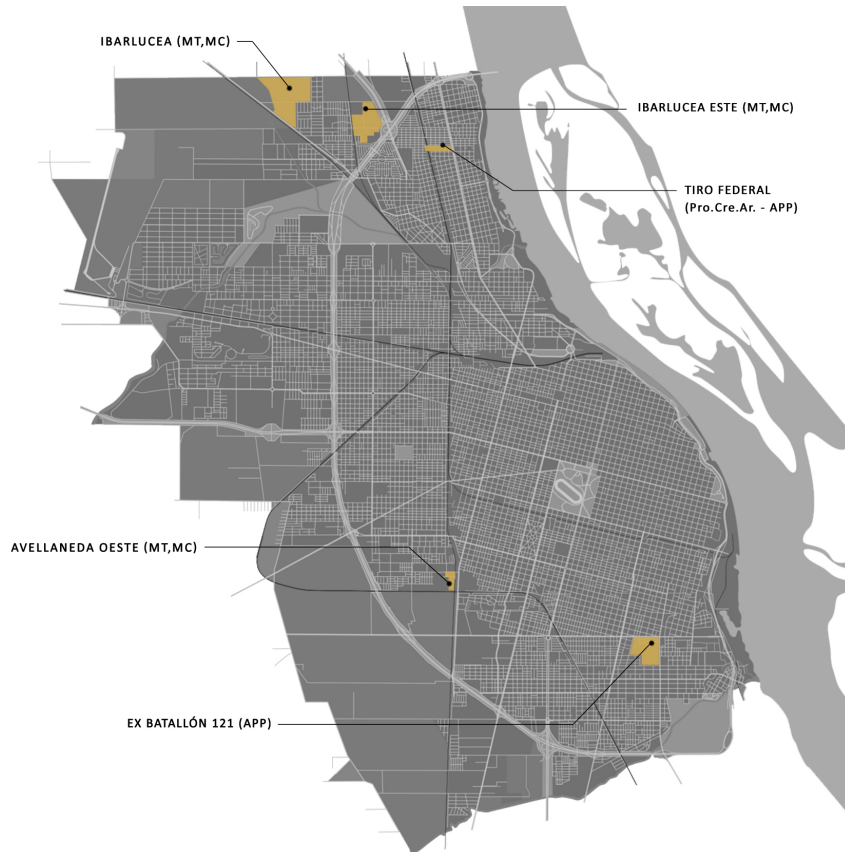 IBARLUCEA (MT,MC)
IBARLUCEA ESTE (MT,MC)
TIRO FEDERAL
(Pro.Cre.Ar. - APP)
AVELLANEDA OESTE (MT,MC)
EX BATALLÓN 121 (APP)